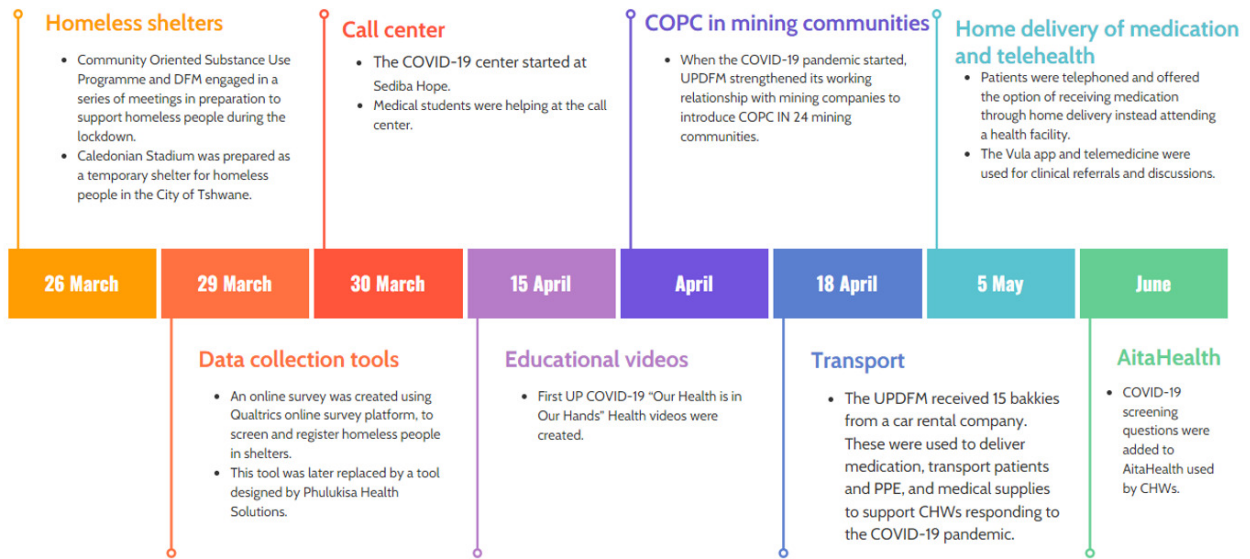 Homeless shelters
• Community Oriented Substance Use
Programme and DFM engaged in a
series of meetings in preparation to
support homeless people during the
lockdown.
• Caledonian Stadium was prepared as
a temporary shelter for homeless
people in the City of Tshwane.
Call center
• The COVID-19 center started at
Sediba Hope.
• Medical students were helping at the call
center.
COPC in mining communities
• When the COVID-19 pandemic started,
UPDFM strengthened its working
relationship with mining companies to
introduce COPC IN 24 mining
communities.
Home delivery of medication
and telehealth
• Patients were telephoned and offered
the option of receiving medication
through home delivery instead attending
a health facility.
• The Vula app and telemedicine were
used for clinical referrals and discussions.
26 March
29 March
30 March
15 April
April
18 April
5 May
June
Data collection tools
• An online survey was created using
Qualtrics online survey platform, to
screen and register homeless people
in shelters.
• This tool was later replaced by a tool
designed by Phulukisa Health
Solutions.
Educational videos
• First UP COVID-19 “Our Health is in
Our Hands” Health videos were
created.
Transport
• The UPDFM received 15 bakkies
from a car rental company.
These were used to deliver
medication, transport patients
and PPE, and medical supplies
to support CHWs responding to
the COVID-19 pandemic.
AitaHealth
• COVID-19
screening
questions were
added to
AitaHealth used
by CHWs.